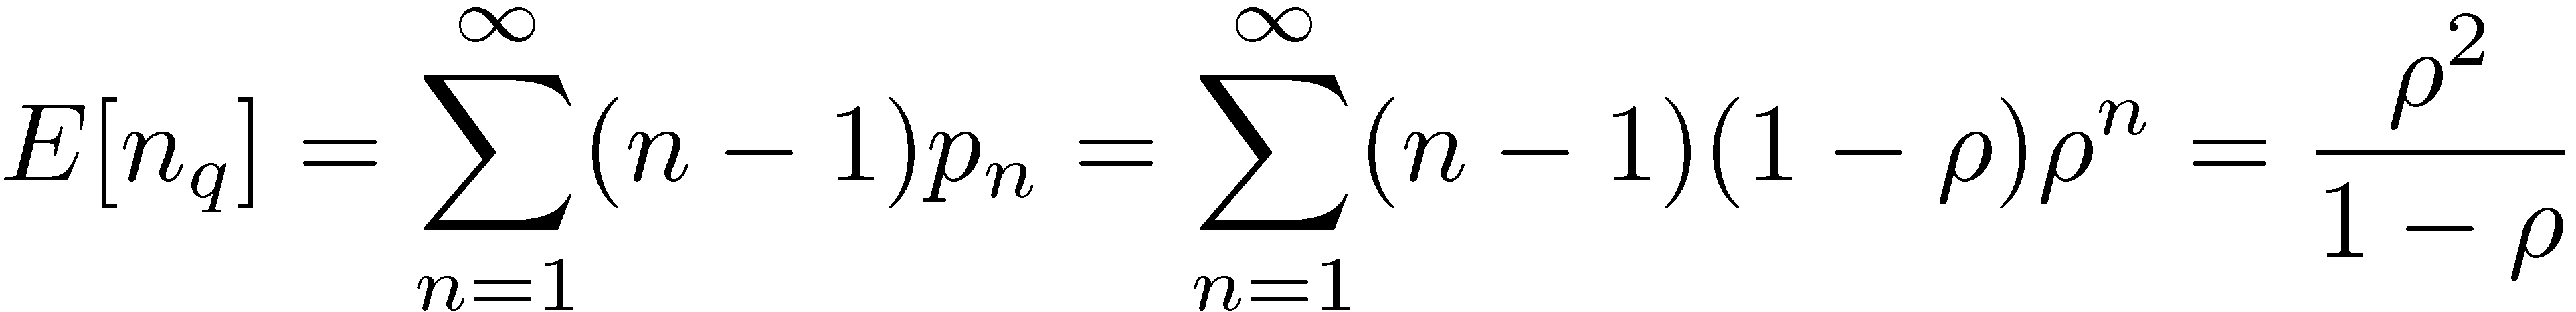 E[n_q] = \sum_{n=1}^{\infty} (n - 1)p_n = \sum_{n=1}^{\infty} (n - 1)(1 - \rho)\rho^n = \frac{\rho^2}{1 - \rho}